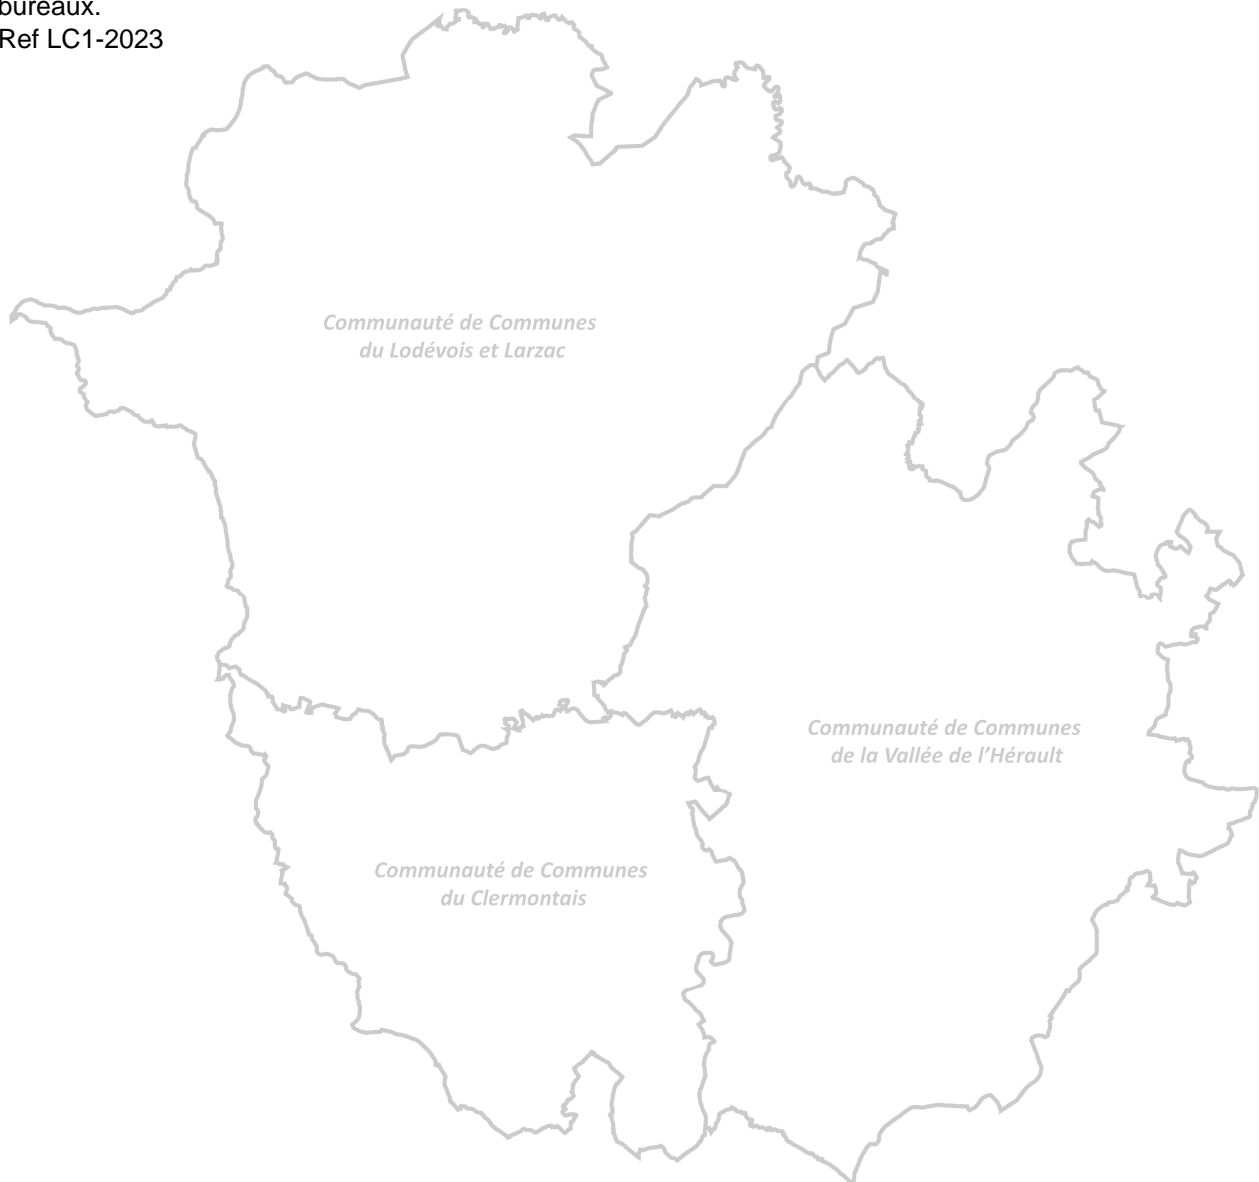 bureaux.
Ref LC1-2023
Communauté de Communes
du Lodévois et Larzac
Communauté de Communes
de la Vallée de l’Hérault
Communauté de Communes
du Clermontais